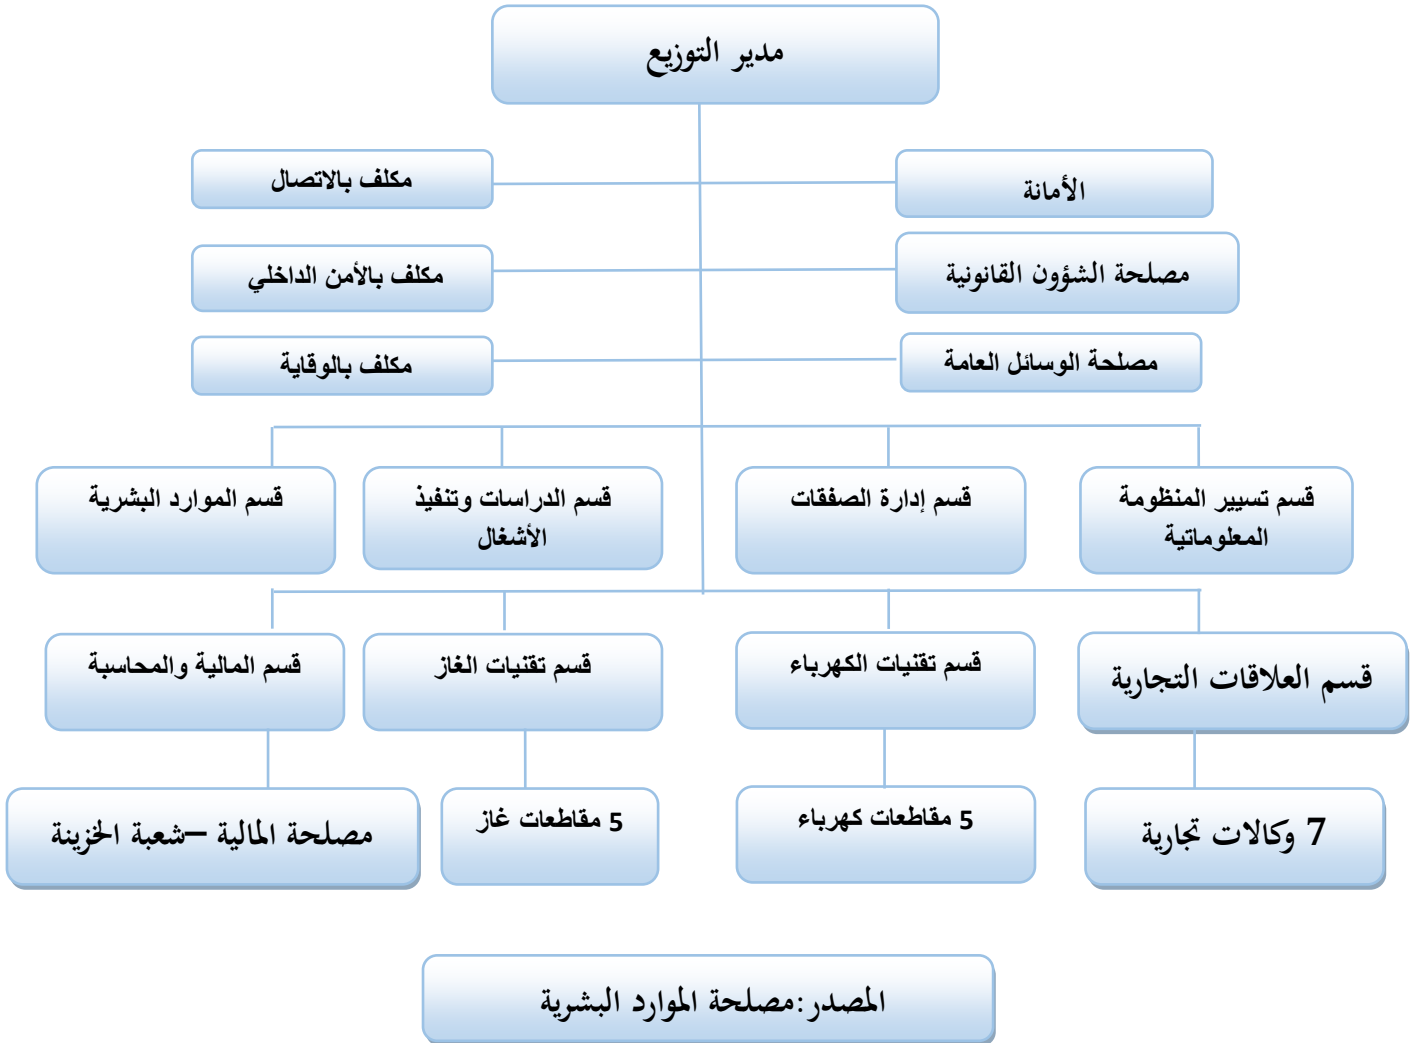 مدير التوزيع
الأمانة
مكلف بالاتصال
مصلحة الشؤون القانونية
مكلف بالأمن الداخلي
مصلحة الوسائل العامة
مكلف بالوقاية
قسم تسيير المنظومة
المعلوماتية
قسم إدارة الصفقات
قسم الدراسات وتنفيذ
الأشغال
قسم الموارد البشرية
قسم العلاقات التجارية
قسم تقنيات الكهرباء
قسم تقنيات الغاز
قسم المالية والمحاسبة
7 وكالات تجارية
5 مقاطعات كهرباء
5 مقاطعات غاز
مصلحة المالية –شعبة الخزينة
المصدر:مصلحة الموارد البشرية